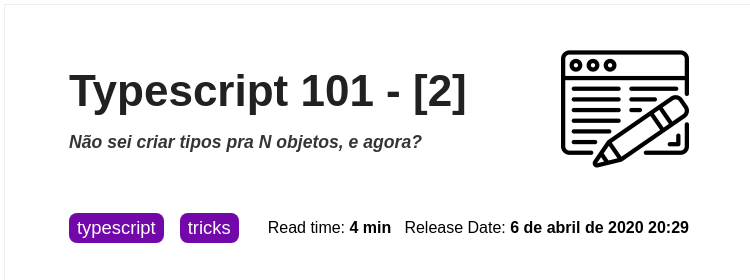 Typescript 101 - [2]
Não sei criar tipos pra N objetos, e agora?
typescript tricks Read time: 4 min Release Date: 6 de abril de 2020 20:29